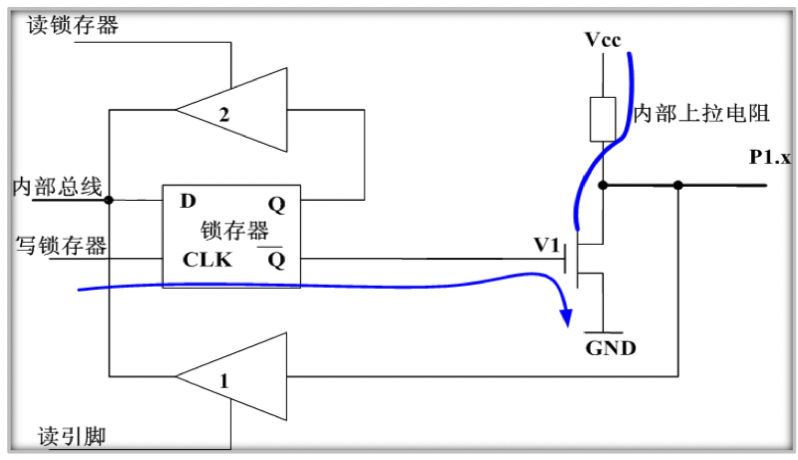 读锁存器
Vcc
2
内部上拉电阻
P1.x
内部总线
D
Q
锁存器
写锁存器
V1
CLK
Q
GND
1
读引脚